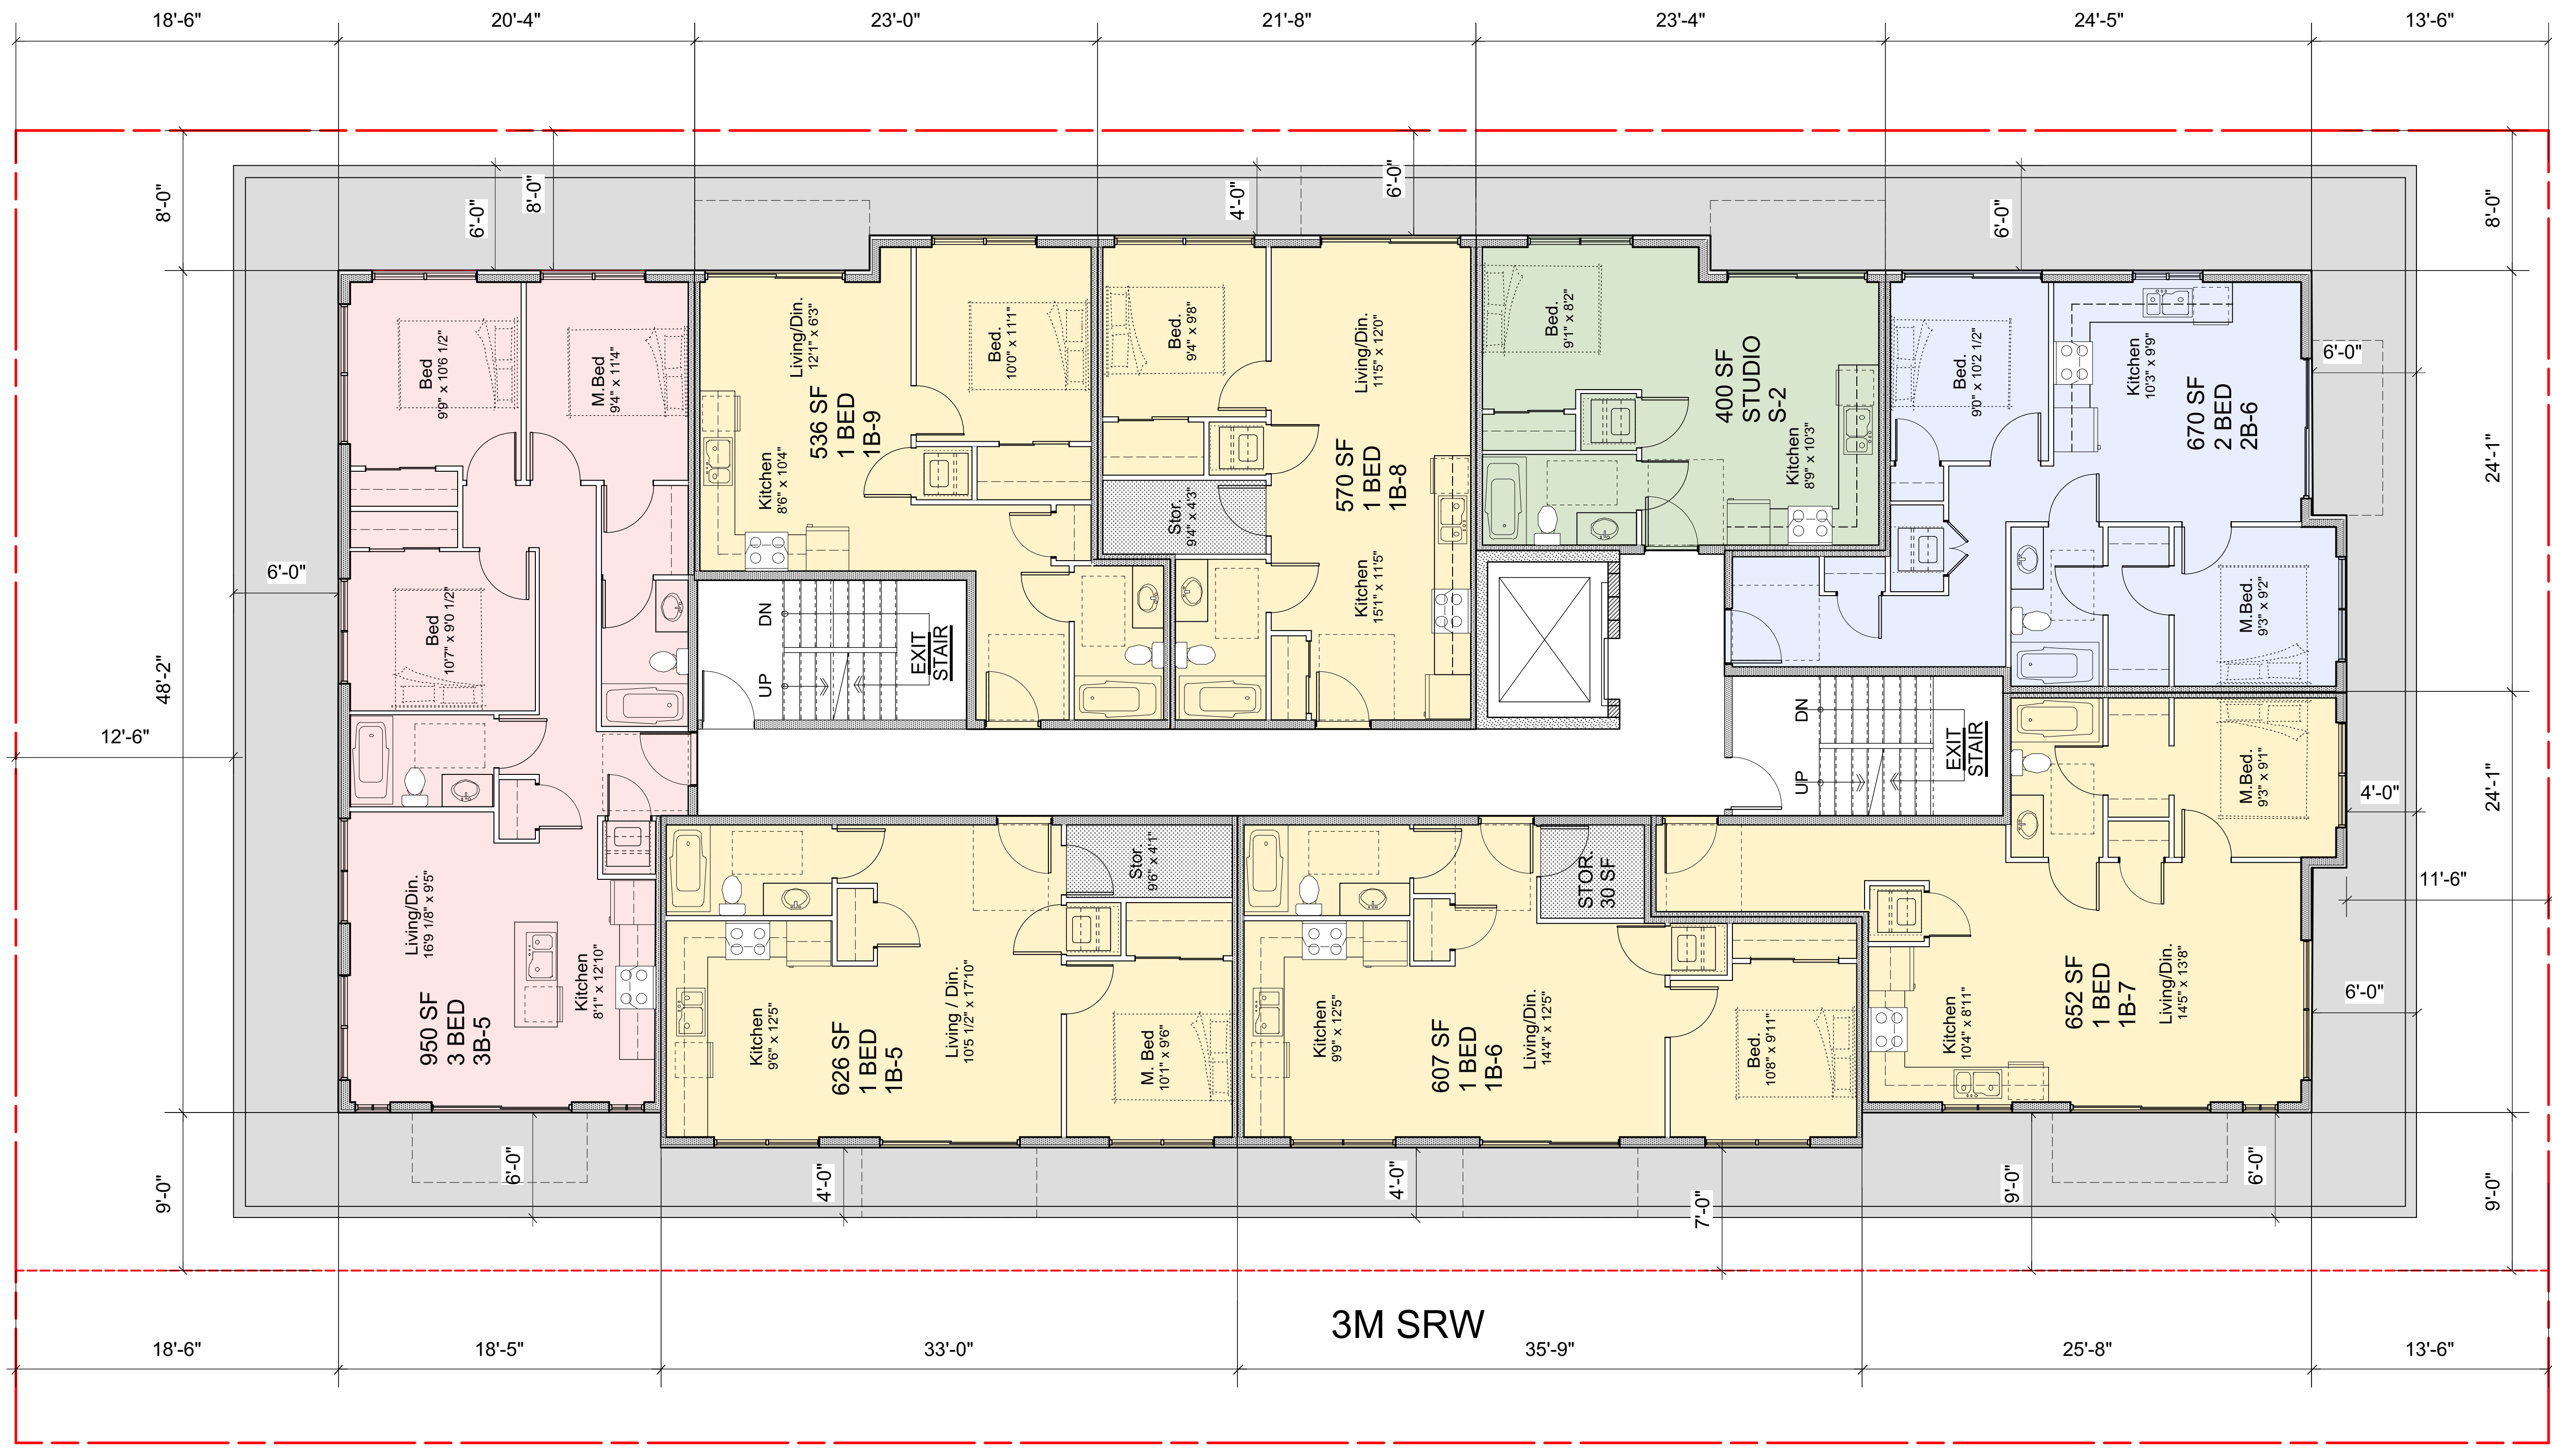 18'-6" 20'-4" 23'-0" 21'-8" 23'-4" 24'-5" 13'-6"
8'-0"
6'-0"
8'-0"
4'-0"
6'-0"
6'-0"
8'-0"
Bed
9'9" x 10'6 1/2"
M.Bed
9'4" x 11'4"
Living/Din.
12'1" x 6'3"
536 SF
1 BED
1B-9
Kitchen
8'6" x 10'4"
Bed.
10'0" x 11'1"
Bed.
9'4" x 9'8"
Living/Din.
11'5" x 12'0"
570 SF
1 BED
1B-8
Stor.
9'4" x 4'3"
Kitchen
15'1" x 11'5"
Bed.
9'1" x 8'2"
400 SF
STUDIO
S-2
Kitchen
8'9" x 10'3"
Bed.
9'0" x 10'2 1/2"
Kitchen
10'3" x 9'9"
670 SF
2 BED
2B-6
6'-0"
24'-1"
M.Bed.
9'3" x 9'2"
6'-0"
48'-2"
12'-6"
Bed
10'7" x 9'0 1/2"
DN
UP
EXIT
STAIR
DN
UP
EXIT
STAIR
M.Bed.
9'3" x 9'1"
4'-0"
24'-1"
11'-6"
6'-0"
Living/Din.
16'9 1/8" x 9'5"
950 SF
3 BED
3B-5
Kitchen
8'1" x 12'10"
Stor.
9'6" x 4'1"
Kitchen
9'6" x 12'5"
626 SF
1 BED
1B-5
Living / Din.
10'5 1/2" x 17'10"
M. Bed
10'1" x 9'6"
STOR.
30 SF
Kitchen
9'9" x 12'5"
607 SF
1 BED
1B-6
Living/Din.
14'4" x 12'5"
Bed.
10'8" x 9'11"
Kitchen
10'4" x 8'11"
652 SF
1 BED
1B-7
Living/Din.
14'5" x 13'8"
9'-0"
6'-0"
4'-0"
4'-0"
7'-0"
9'-0"
6'-0"
9'-0"
3M SRW
18'-6" 18'-5" 33'-0" 35'-9" 25'-8" 13'-6"